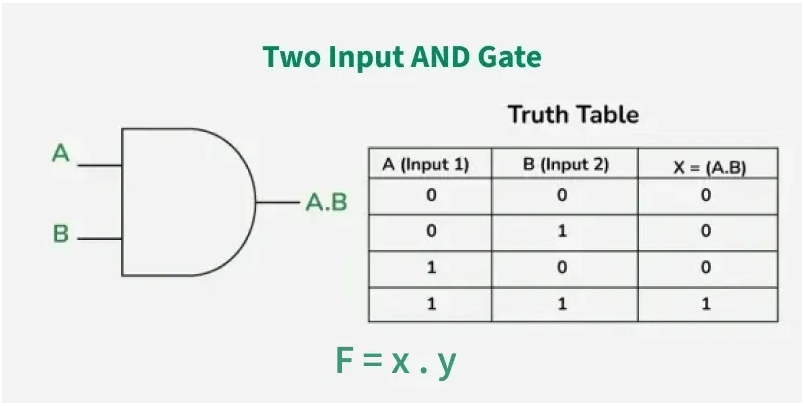 Two Input AND Gate
Truth Table
A
B
A.B
A (Input 1) B (Input 2) X = (A.B)
0 0 0
0 1 0
1 0 0
1 1 1
F = x . y